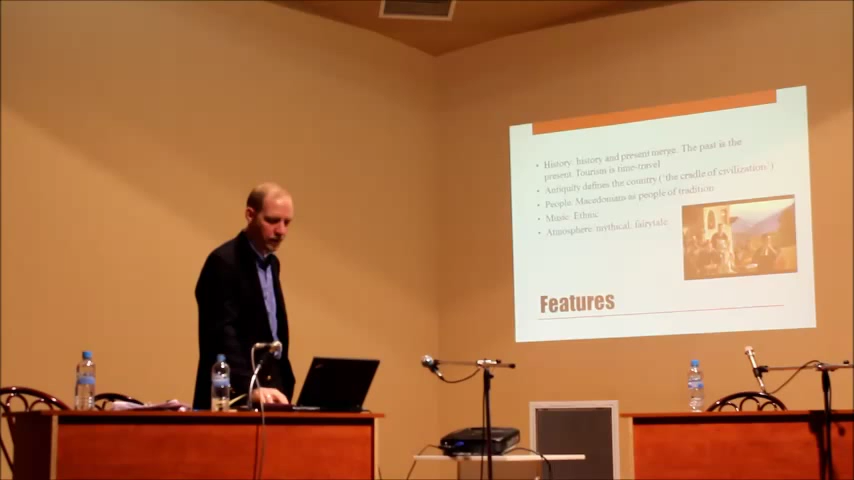 • History: history and present merge. The past is the
present. Tourism is time-travel
• Antiquity defines the country ("the cradle of civilization")
• People: Macedonians as people of tradition
• Music: Ethnic
• Atmosphere: mythical, fairytale
Features